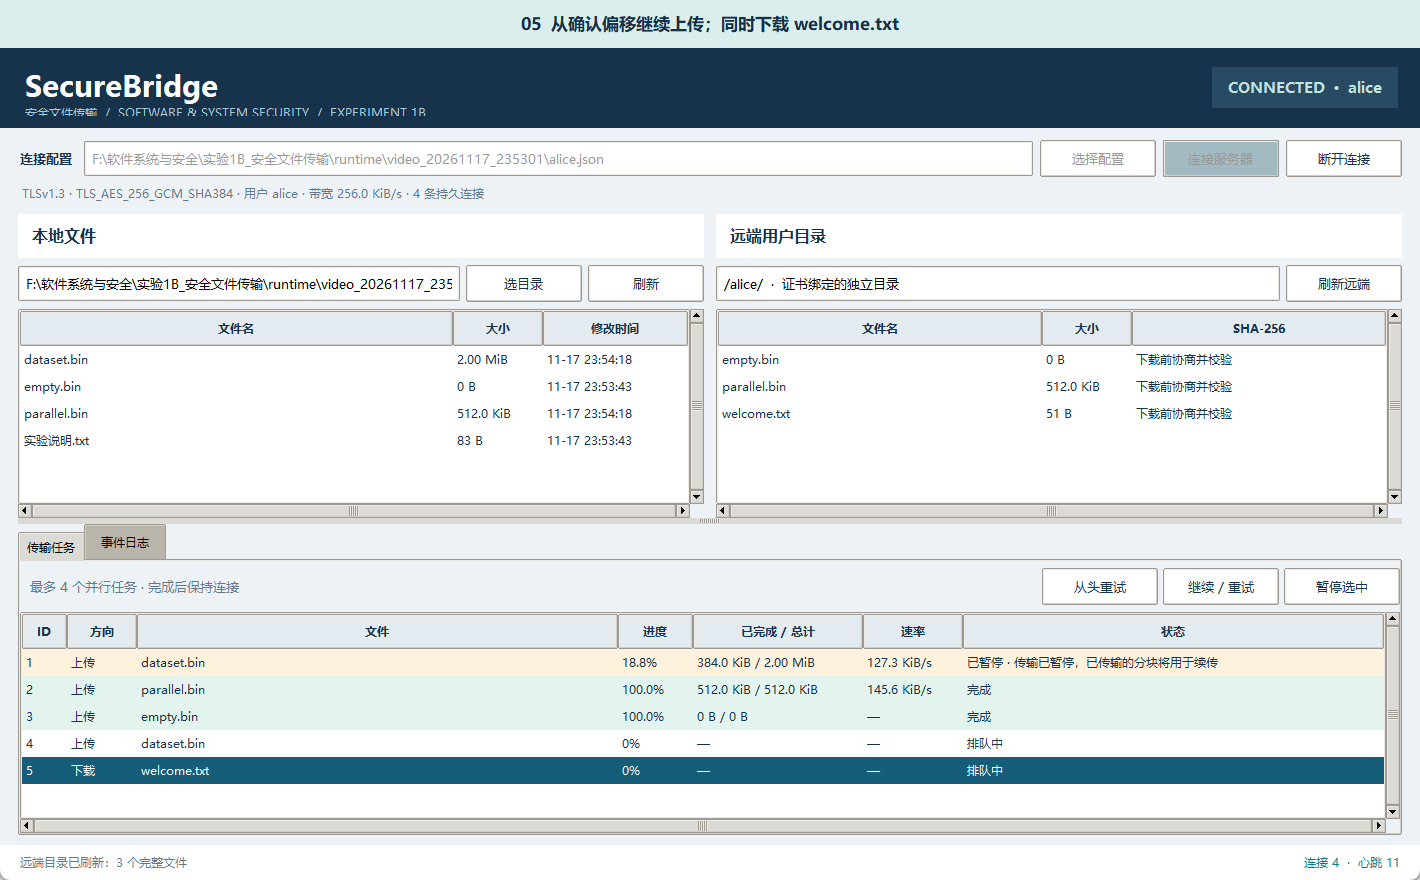 05 从确认偏移继续上传；同时下载 welcome.txt
SecureBridge
CONNECTED • alice
安全文件传输 / SOFTWARE & SYSTEM SECURITY / EXPERIMENT 1B
连接配置 F:\软件系统与安全\实验1B_安全文件传输\runtime\video_20261117_235301\alice.json 选择配置 连接服务器 断开连接
TLSv1.3 · TLS_AES_256_GCM_SHA384 · 用户 alice · 带宽 256.0 KiB/s · 4 条持久连接
本地文件 远端用户目录
F:\软件系统与安全\实验1B_安全文件传输\runtime\video_20261117_235 选目录 刷新 /alice/ · 证书绑定的独立目录 刷新远端
文件名 大小 修改时间 文件名 大小 SHA-256
dataset.bin 2.00 MiB 11-17 23:54:18 empty.bin 0 B 下载前协商并校验
empty.bin 0 B 11-17 23:53:43 parallel.bin 512.0 KiB 下载前协商并校验
parallel.bin 512.0 KiB 11-17 23:54:18 welcome.txt 51 B 下载前协商并校验
实验说明.txt 83 B 11-17 23:53:43
传输任务 事件日志
最多 4 个并行任务 · 完成后保持连接 从头重试 继续 / 重试 暂停选中
ID 方向 文件 进度 已完成 / 总计 速率 状态
1 上传 dataset.bin 18.8% 384.0 KiB / 2.00 MiB 127.3 KiB/s 已暂停 · 传输已暂停，已传输的分块将用于续传
2 上传 parallel.bin 100.0% 512.0 KiB / 512.0 KiB 145.6 KiB/s 完成
3 上传 empty.bin 100.0% 0 B / 0 B — 完成
4 上传 dataset.bin 0% — — 排队中
5 下载 welcome.txt 0% — — 排队中
远端目录已刷新：3 个完整文件 连接 4 · 心跳 11